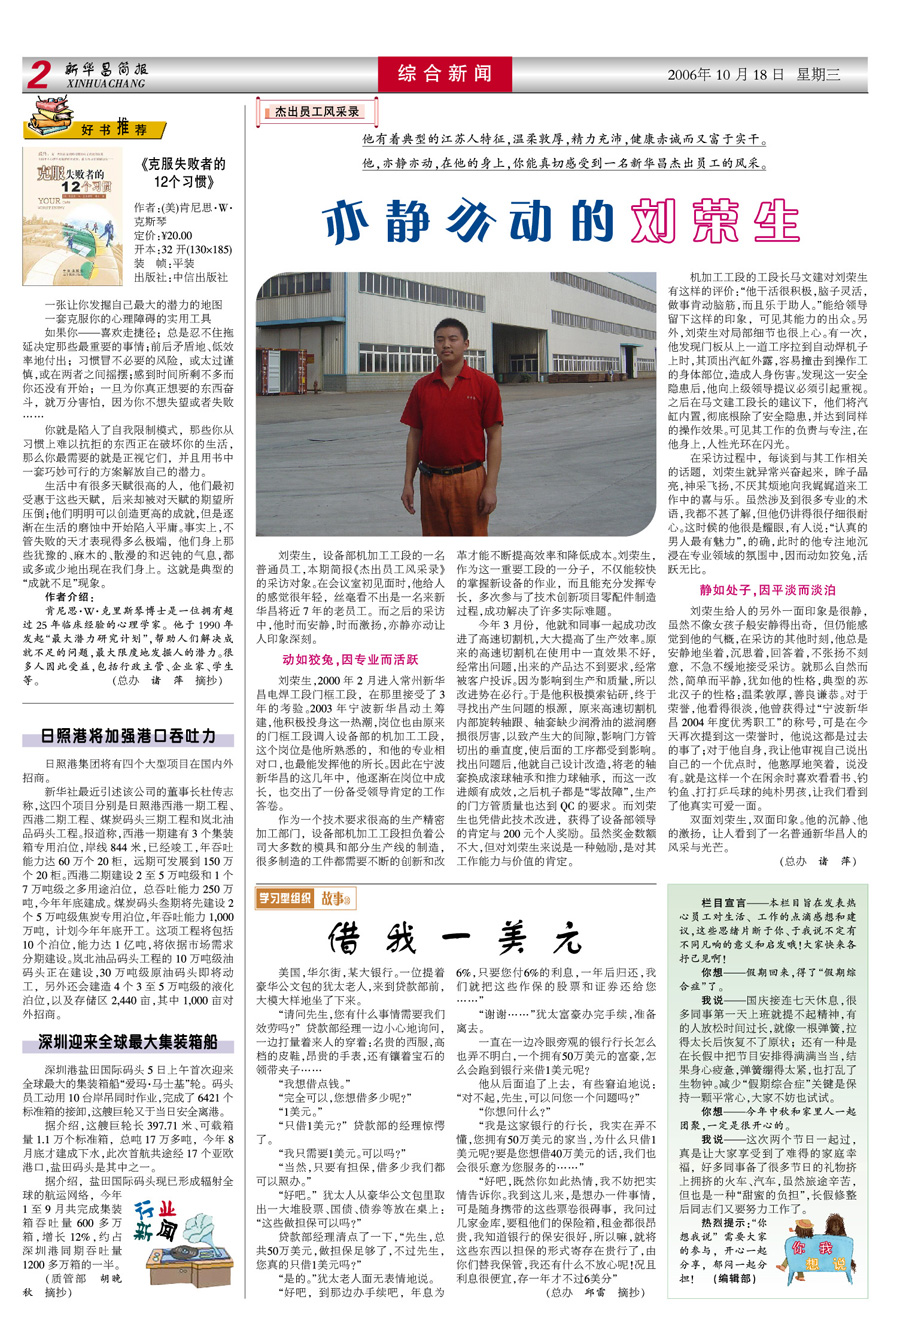 2
新华昌简报
XINHUACHANG
综合新闻
2006年10月18日 星期三
好书推荐
克服失败者的
12个习惯
YOUR
《克服失败者的
12个习惯》
作者:(美)肯尼思·W·
克斯琴
定价:¥20.00
开本:32开(130×185)
装 帧:平装
出版社:中信出版社
一张让你发掘自己最大的潜力的地图
一套克服你的心理障碍的实用工具
如果你——喜欢走捷径；总是忍不住拖
延决定那些最重要的事情;前后矛盾地、低效
率地付出；习惯冒不必要的风险，或太过谨
慎,或在两者之间摇摆;感到时间所剩不多而
你还没有开始；一旦为你真正想要的东西奋
斗，就万分害怕，因为你不想失望或者失败
……
你就是陷入了自我限制模式，那些你从
习惯上难以抗拒的东西正在破坏你的生活，
那么你最需要的就是正视它们，并且用书中
一套巧妙可行的方案解放自己的潜力。
生活中有很多天赋很高的人，他们最初
受惠于这些天赋，后来却被对天赋的期望所
压倒;他们明明可以创造更高的成就,但是逐
渐在生活的磨蚀中开始陷入平庸。事实上,不
管失败的天才表现得多么极端，他们身上那
些犹豫的、麻木的、散漫的和迟钝的气息,都
或多或少地出现在我们身上。这就是典型的
“成就不足”现象。
作者介绍：
肯尼思·W·克里斯琴博士是一位拥有超
过25年临床经验的心理学家。他于1990年
发起“最大潜力研究计划”,帮助人们解决成
就不足的问题,最大限度地发掘人的潜力。很
多人因此受益,包括行政主管、企业家、学生
等。 (总办 诸 萍 摘抄)
日照港将加强港口吞吐力
日照港集团将有四个大型项目在国内外
招商。
新华社最近引述该公司的董事长杜传志
称,这四个项目分别是日照港西港一期工程、
西港二期工程、煤炭码头三期工程和岚北油
品码头工程。报道称,西港一期建有3个集装
箱专用泊位,岸线844米,已经竣工,年吞吐
能力达60万个20柜，远期可发展到150万
个20柜。西港二期建设2至5万吨级和1个
7万吨级之多用途泊位，总吞吐能力250万
吨,今年年底建成。煤炭码头叁期将先建设2
个5万吨级焦炭专用泊位,年吞吐能力1,000
万吨，计划今年年底开工。这项工程将包括
10个泊位,能力达1亿吨,将依据市场需求
分期建设。岚北油品码头工程的10万吨级油
码头正在建设,30万吨级原油码头即将动
工，另外还会建造4个3至5万吨级的液化
泊位,以及存储区2,440亩,其中1,000亩对
外招商。
深圳迎来全球最大集装箱船
深圳港盐田国际码头5日上午首次迎来
全球最大的集装箱船“爱玛·马士基”轮。码头
员工动用10台岸吊同时作业,完成了6421个
标准箱的接卸,这艘巨轮又于当日安全离港。
据介绍，这艘巨轮长397.71米、可载箱
量1.1万个标准箱，总吨17万多吨，今年8
月底才建成下水,此次首航共途经17个亚欧
港口,盐田码头是其中之一。
据介绍，盐田国际码头现已形成辐射全
球的航运网络，今年
1至9月共完成集装
箱吞吐量600多万
箱，增长12%,约占
深圳港同期吞吐量
1200多万箱的一半。
(质管部 胡晚
秋 摘抄)
行业
新闻
杰出员工风采录
他有着典型的江苏人特征,温柔敦厚,精力充沛,健康赤诚而又富于实干。
他,亦静亦动,在他的身上,你能真切感受到一名新华昌杰出员工的风采。
亦静亦动的刘荣生
刘荣生，设备部机加工工段的一名
普通员工,本期简报《杰出员工风采录》
的采访对象。在会议室初见面时,他给人
的感觉很年轻，丝毫看不出是一名来新
华昌将近7年的老员工。而之后的采访
中,他时而安静,时而激扬,亦静亦动让
人印象深刻。
动如狡兔,因专业而活跃
刘荣生,2000年2月进入常州新华
昌电焊工段门框工段，在那里接受了3
年的考验。2003年宁波新华昌动土筹
建,他积极投身这一热潮,岗位也由原来
的门框工段调入设备部的机加工工段，
这个岗位是他所熟悉的，和他的专业相
对口,也最能发挥他的所长。因此在宁波
新华昌的这几年中，他逐渐在岗位中成
长，也交出了一份备受领导肯定的工作
答卷。
作为一个技术要求很高的生产精密
加工部门，设备部机加工工段担负着公
司大多数的模具和部分生产线的制造，
很多制造的工件都需要不断的创新和改
革才能不断提高效率和降低成本。刘荣生,
作为这一重要工段的一分子，不仅能较快
的掌握新设备的作业，而且能充分发挥专
长，多次参与了技术创新项目零配件制造
过程,成功解决了许多实际难题。
今年3月份，他就和同事一起成功改
进了高速切割机,大大提高了生产效率。原
来的高速切割机在使用中一直效果不好，
经常出问题,出来的产品达不到要求,经常
被客户投诉。因为影响到生产和质量,所以
改进势在必行。于是他积极摸索钻研,终于
寻找出产生问题的根源，原来高速切割机
内部旋转轴跟、轴套缺少润滑油的滋润磨
损很厉害,以致产生大的间隙,影响门方管
切出的垂直度,使后面的工序都受到影响。
找出问题后,他就自己设计改造,将老的轴
套换成滚球轴承和推力球轴承，而这一改
进颇有成效,之后机子都是“零故障”,生产
的门方管质量也达到QC的要求。而刘荣
生也凭借此技术改进，获得了设备部领导
的肯定与200元个人奖励。虽然奖金数额
不大,但对刘荣生来说是一种勉励,是对其
工作能力与价值的肯定。
机加工工段的工段长马文建对刘荣生
有这样的评价:“他干活很积极,脑子灵活，
做事肯动脑筋,而且乐于助人。”能给领导
留下这样的印象，可见其能力的出众。另
外,刘荣生对局部细节也很上心。有一次，
他发现门板从上一道工序拉到自动焊机子
上时,其顶出汽缸外露,容易撞击到操作工
的身体部位,造成人身伤害。发现这一安全
隐患后,他向上级领导提议必须引起重视。
之后在马文建工段长的建议下，他们将汽
缸内置,彻底根除了安全隐患,并达到同样
的操作效果。可见其工作的负责与专注,在
他身上,人性光环在闪光。
在采访过程中，每谈到与其工作相关
的话题，刘荣生就异常兴奋起来，眸子晶
亮,神采飞扬,不厌其烦地向我娓娓道来工
作中的喜与乐。虽然涉及到很多专业的术
语,我都不甚了解,但他仍讲得很仔细很耐
心。这时候的他很是耀眼,有人说:“认真的
男人最有魅力”,的确,此时的他专注地沉
浸在专业领域的氛围中,因而动如狡兔,活
跃无比。
静如处子,因平淡而淡泊
刘荣生给人的另外一面印象是很静，
虽然不像女孩子般安静得出奇，但仍能感
觉到他的气概,在采访的其他时刻,他总是
安静地坐着,沉思着,回答着,不张扬不刻
意，不急不缓地接受采访。就那么自然而
然,简单而平静,犹如他的性格,典型的苏
北汉子的性格;温柔敦厚,善良谦恭。对于
荣誉,他看得很淡,他曾获得过“宁波新华
昌2004年度优秀职工”的称号,可是在今
天再次提到这一荣誉时，他说这都是过去
的事了;对于他自身,我让他审视自己说出
自己的一个优点时，他憨厚地笑着，说没
有。就是这样一个在闲余时喜欢看看书、钓
钓鱼、打打乒乓球的纯朴男孩,让我们看到
了他真实可爱一面。
双面刘荣生,双面印象。他的沉静、他
的激扬，让人看到了一名普通新华昌人的
风采与光芒。
(总办 诸 萍)
学习型组织 故事
借我一美元
美国,华尔街,某大银行。一位提着
豪华公文包的犹太老人,来到贷款部前，
大模大样地坐了下来。
“请问先生,您有什么事情需要我们
效劳吗?” 贷款部经理一边小心地询问，
一边打量着来人的穿着;名贵的西服,高
档的皮鞋,昂贵的手表,还有镶着宝石的
领带夹子……
“我想借点钱。”
“完全可以,您想借多少呢?”
“1美元。”
“只借1美元?” 贷款部的经理惊愕
了。
“我只需要1美元。可以吗?”
“当然,只要有担保,借多少我们都
可以照办。”
“好吧。” 犹太人从豪华公文包里取
出一大堆股票、国债、债券等放在桌上：
“这些做担保可以吗?”
贷款部经理清点了一下,“先生,总
共50万美元,做担保足够了,不过先生，
您真的只借1美元吗?”
“是的。”犹太老人面无表情地说。
“好吧，到那边办手续吧，年息为
6%,只要您付6%的利息,一年后归还,我
们就把这些作保的股票和证券还给您
……”
“谢谢……”犹太富豪办完手续,准备
离去。
一直在一边冷眼旁观的银行行长怎么
也弄不明白,一个拥有50万美元的富豪,怎
么会跑到银行来借1美元呢?
他从后面追了上去，有些窘迫地说：
“对不起,先生,可以问您一个问题吗?”
“你想问什么?”
“我是这家银行的行长，我实在弄不
懂,您拥有50万美元的家当,为什么只借1
美元呢?要是您想借40万美元的话,我们也
会很乐意为您服务的……”
“好吧,既然你如此热情,我不妨把实
情告诉你。我到这儿来,是想办一件事情，
可是随身携带的这些票卷很碍事，我问过
几家金库,要租他们的保险箱,租金都很昂
贵,我知道银行的保安很好,所以嘛,就将
这些东西以担保的形式寄存在贵行了,由
你们替我保管,我还有什么不放心呢!况且
利息很便宜,存一年才不过6美分”
(总办 邱雷 摘抄)
栏目宣言——本栏目旨在发表热
心员工对生活、工作的点滴感想和建
议,这些思绪片断于你、于我说不定有
不同凡响的意义和启发哦!大家快来各
抒己见啊!
你想——假期回来,得了“假期综
合症”了。
我说——国庆接连七天休息,很
多同事第一天上班就提不起精神,有
的人放松时间过长,就像一根弹簧,拉
得太长后恢复不了原状；还有一种是
在长假中把节目安排得满满当当,结
果身心疲惫,弹簧绷得太紧,也打乱了
生物钟。减少“假期综合症”关键是保
持一颗平常心,大家不妨也试试。
你想——今年中秋和家里人一起
团聚,一定是很开心的。
我说——这次两个节日一起过，
真是让大家享受到了难得的家庭幸
福，好多同事备了很多节日的礼物挤
上拥挤的火车、汽车,虽然旅途辛苦，
但也是一种“甜蜜的负担”,长假修整
后同志们又要努力工作了。
热烈提示:“你
想我说” 需要大家
的参与，开心一起
分享，郁闷一起分
担! (编辑部)
你我
想说